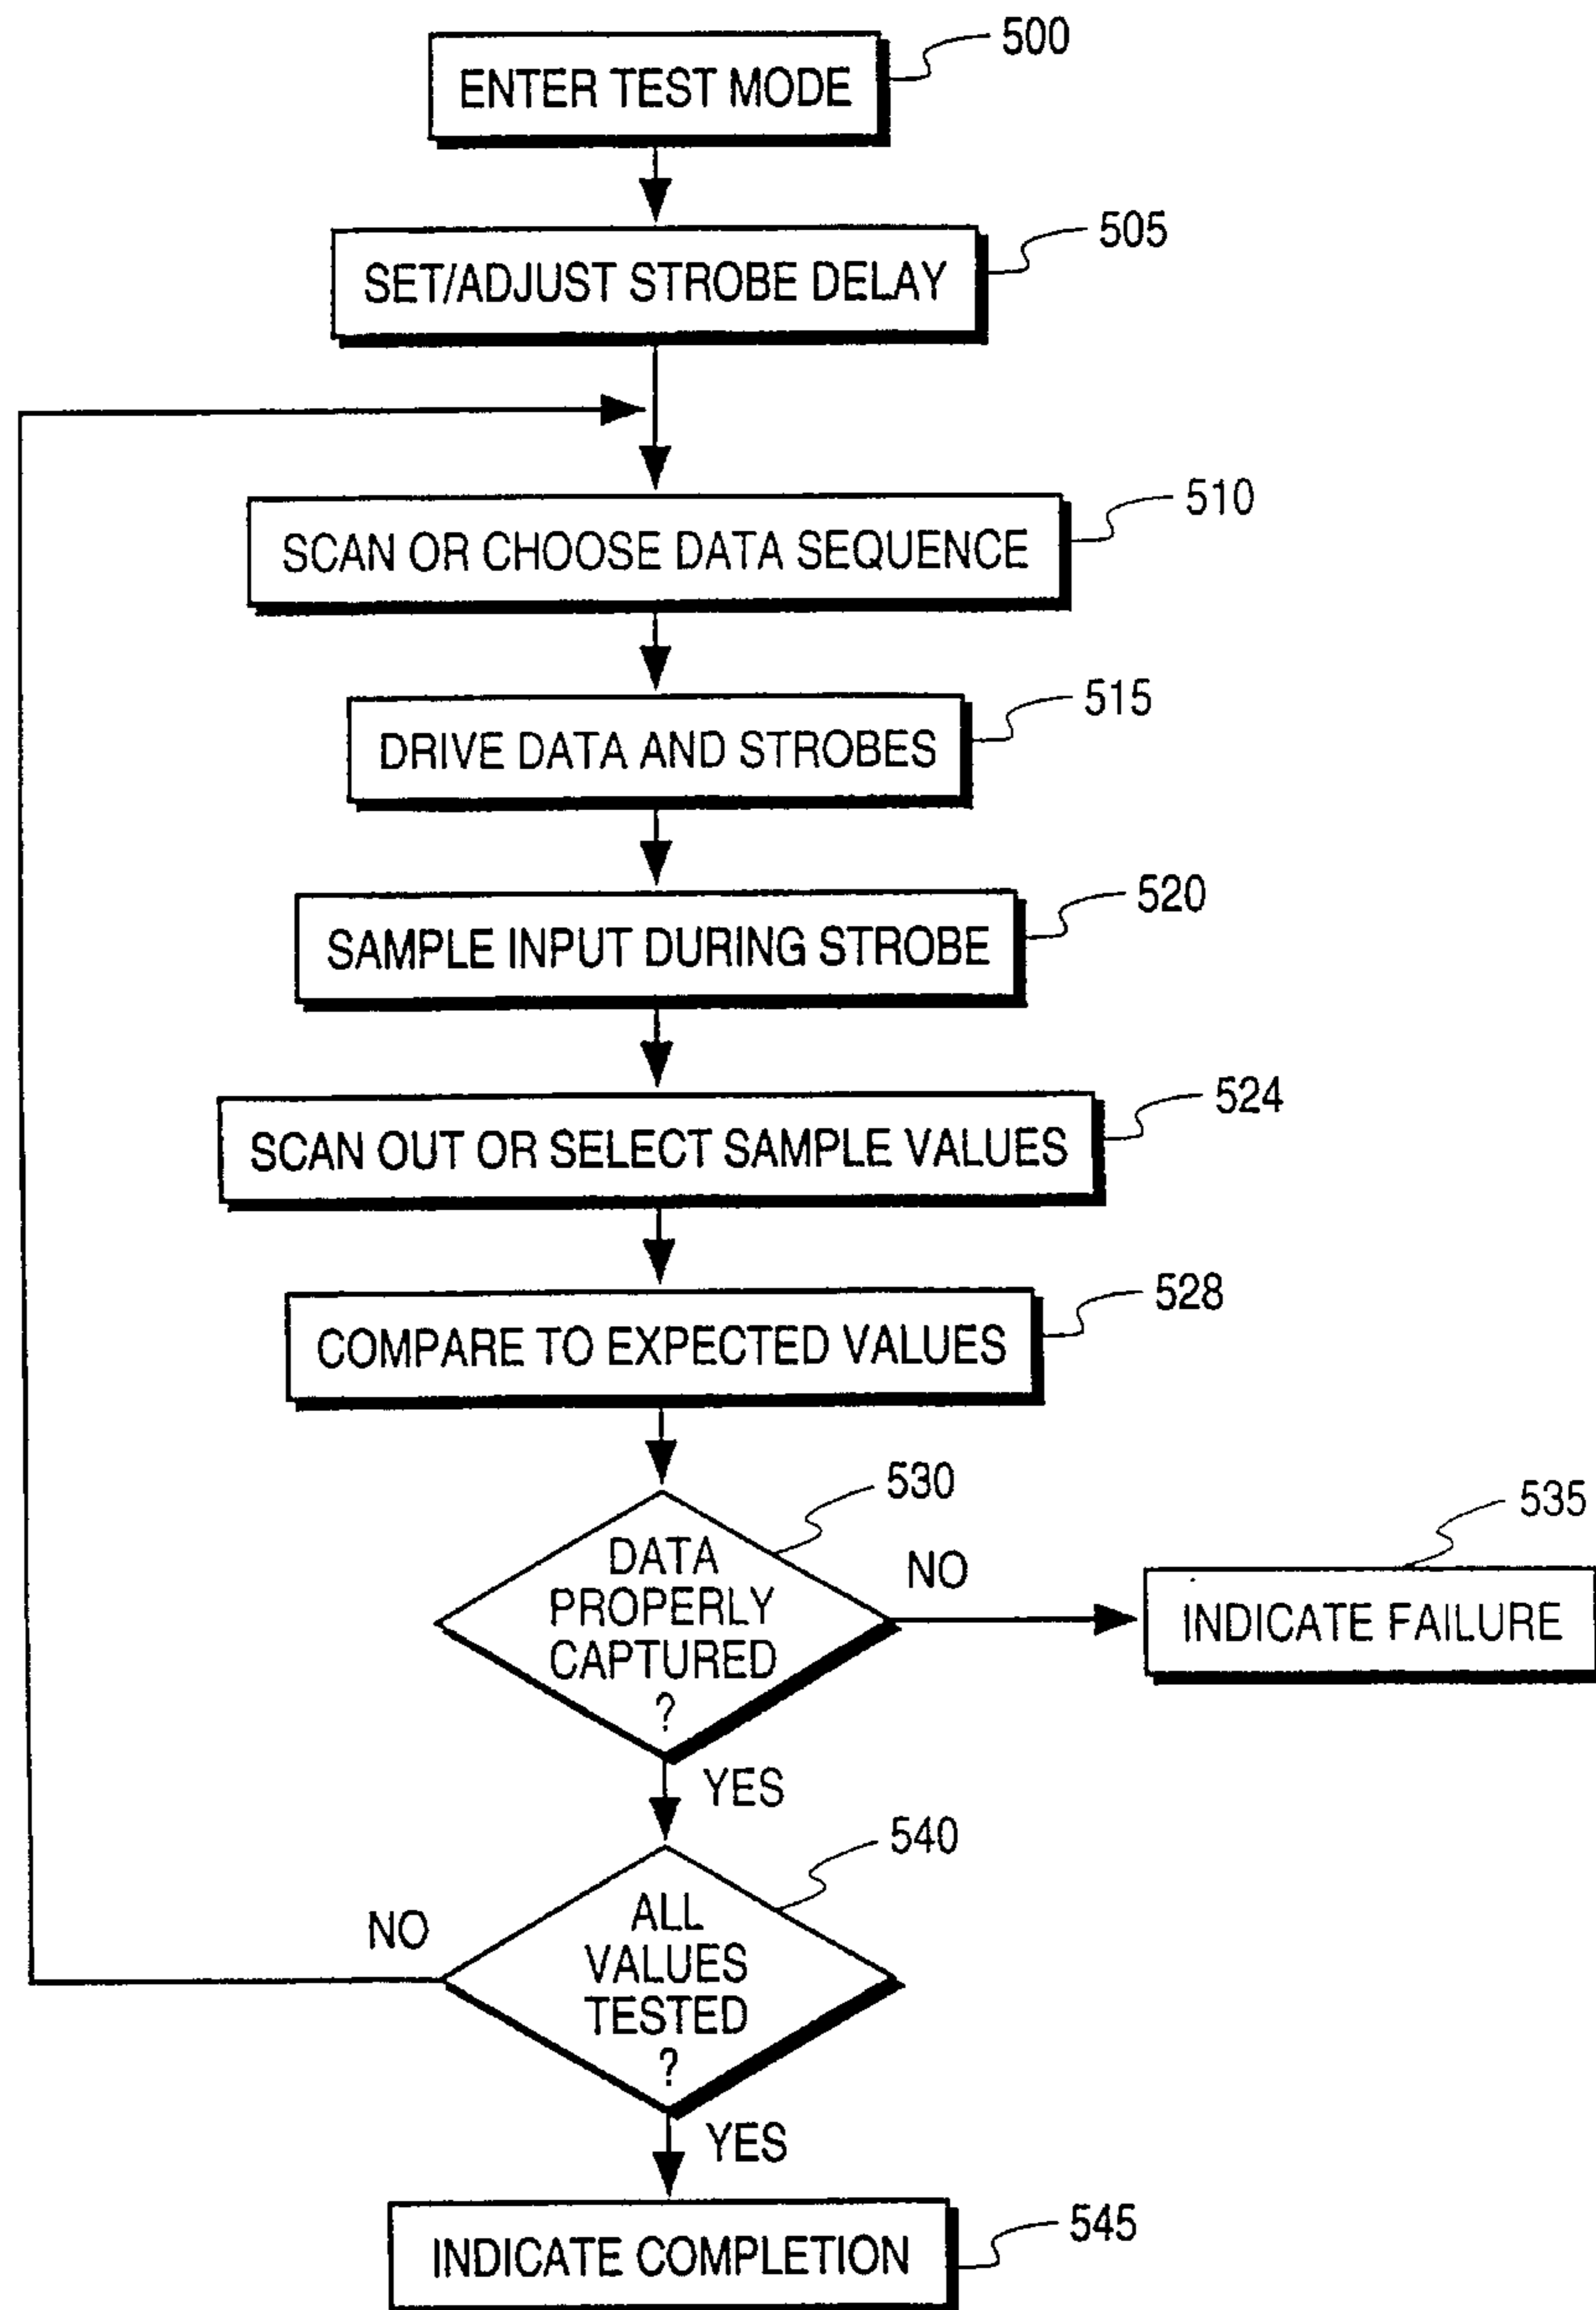 500
ENTER TEST MODE
505
SET/ADJUST STROBE DELAY
510
SCAN OR CHOOSE DATA SEQUENCE
515
DRIVE DATA AND STROBES
520
SAMPLE INPUT DURING STROBE
524
SCAN OUT OR SELECT SAMPLE VALUES
528
COMPARE TO EXPECTED VALUES
530
DATA
PROPERLY
CAPTURED
?
NO
535
INDICATE FAILURE
YES
540
ALL
VALUES
TESTED
?
NO
YES
545
INDICATE COMPLETION